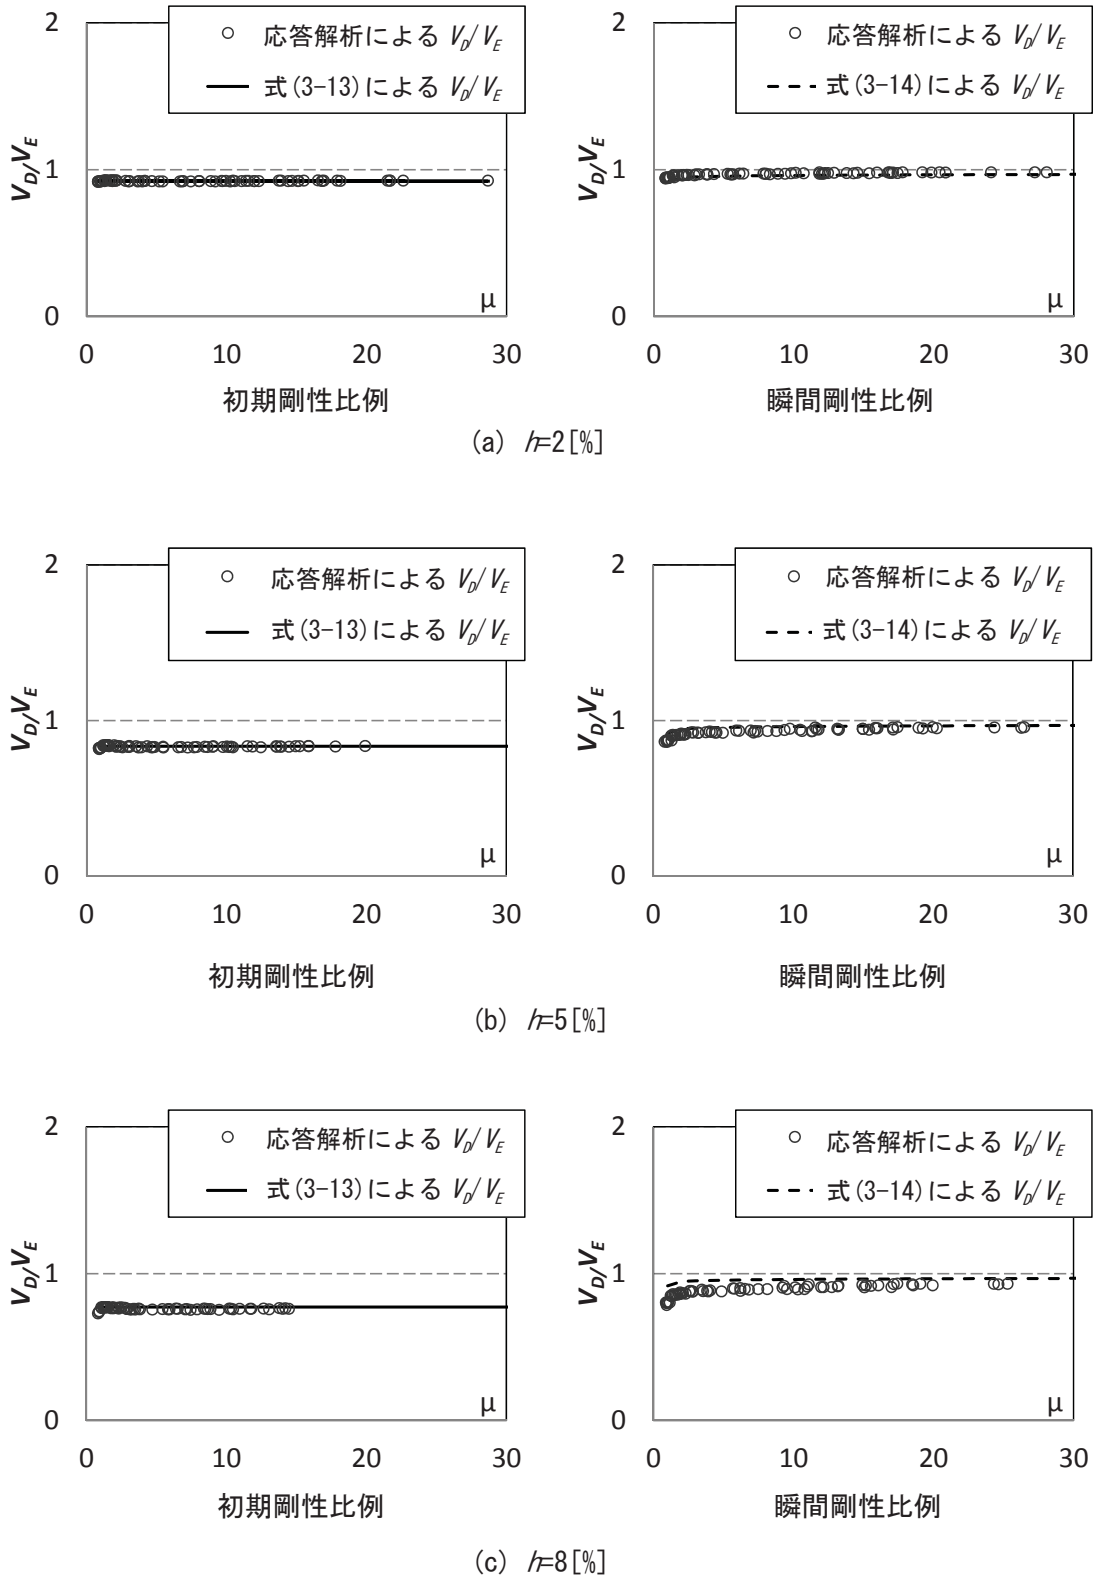 2
応答解析による V_D/V_E
式(3-13)による V_D/V_E
V_D/V_E
1
0
μ
0 10 20 30
初期剛性比例
2
応答解析による V_D/V_E
式(3-14)による V_D/V_E
V_D/V_E
1
0
μ
0 10 20 30
瞬間剛性比例
(a) h=2[%]
2
応答解析による V_D/V_E
式(3-13)による V_D/V_E
V_D/V_E
1
0
μ
0 10 20 30
初期剛性比例
2
応答解析による V_D/V_E
式(3-14)による V_D/V_E
V_D/V_E
1
0
μ
0 10 20 30
瞬間剛性比例
(b) h=5[%]
2
応答解析による V_D/V_E
式(3-13)による V_D/V_E
V_D/V_E
1
0
μ
0 10 20 30
初期剛性比例
2
応答解析による V_D/V_E
式(3-14)による V_D/V_E
V_D/V_E
1
0
μ
0 10 20 30
瞬間剛性比例
(c) h=8[%]